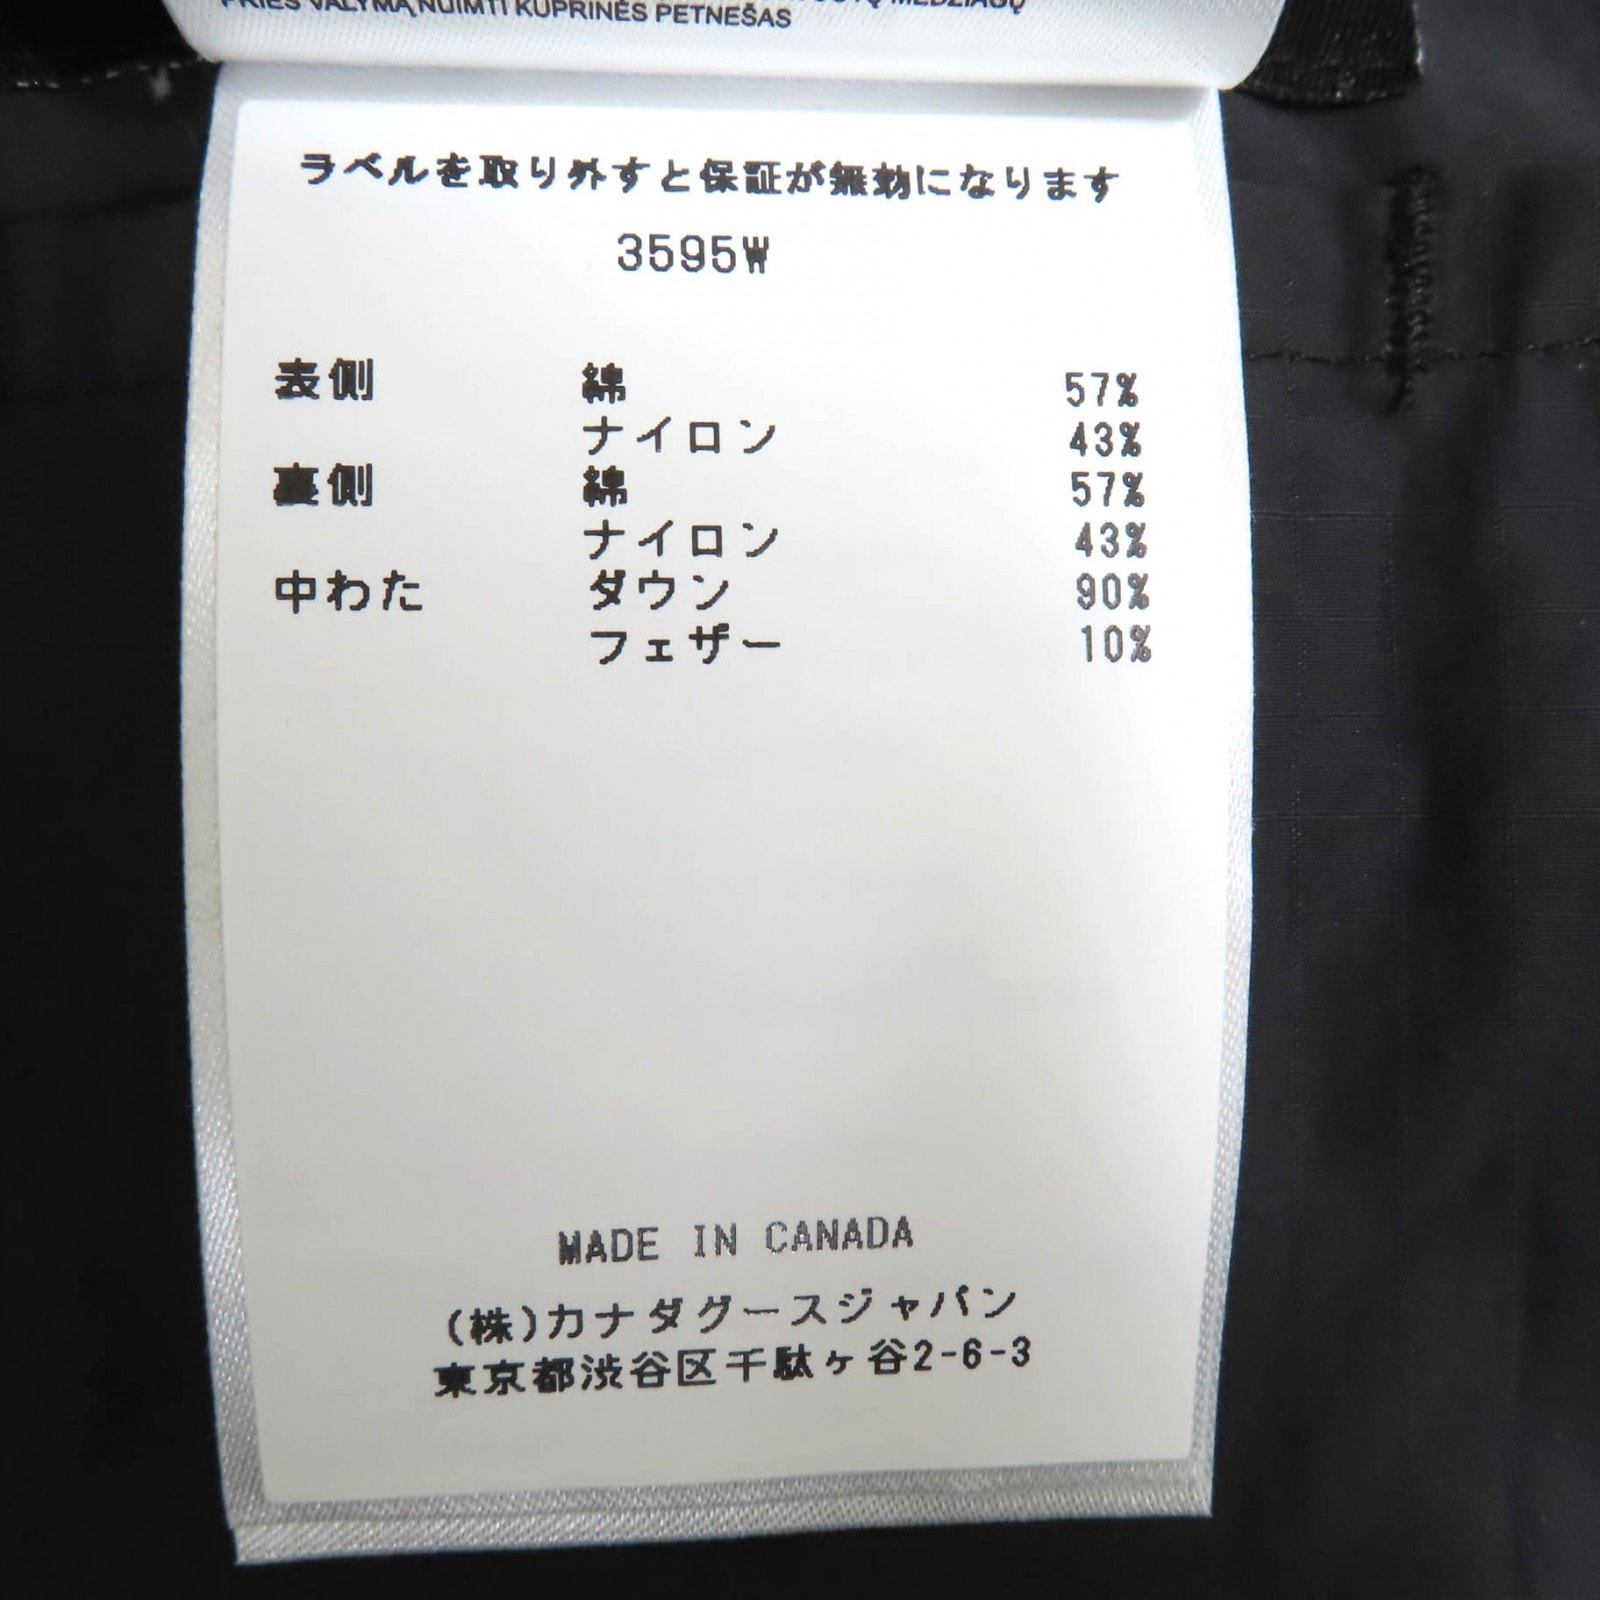 PRIEŠ VALYMĄ NUIMTI KUPRINĖS PETNEŠAS
MEDŽIAGŲ
ラベルを取り外すと保証が無効になります
3595W
表側 綿 57%
ナイロン 43%
裏側 綿 57%
ナイロン 43%
中わた ダウン 90%
フェザー 10%
MADE IN CANADA
(株)カナダグースジャパン
東京都渋谷区千駄ヶ谷2-6-3